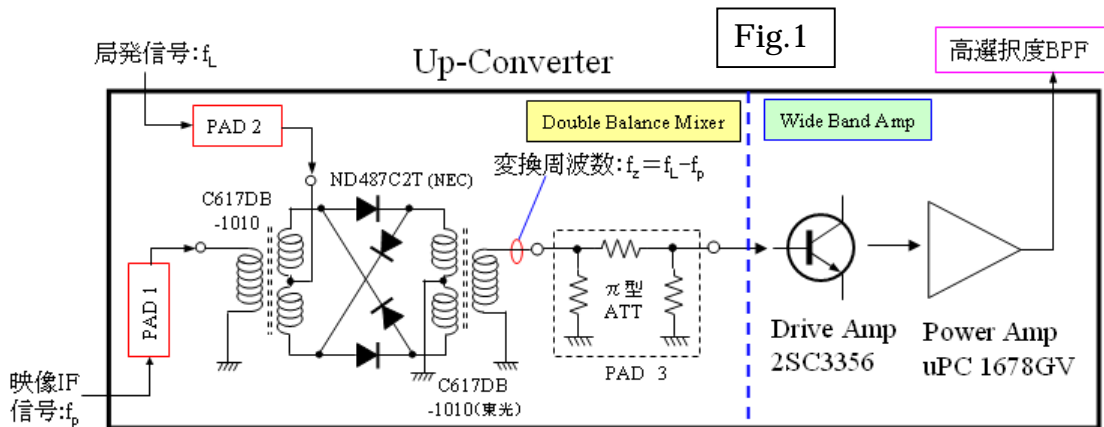 Fig.1
高選択度BPF
局発信号:fL
Up-Converter
PAD 2
Double Balance Mixer
Wide Band Amp
変換周波数:fz=fL-fp
ND487C2T (NEC)
C617DB
-1010
PAD 1
π型
ATT
PAD 3
Drive Amp
2SC3356
Power Amp
uPC 1678GV
C617DB
-1010(東光)
映像IF
信号:fp